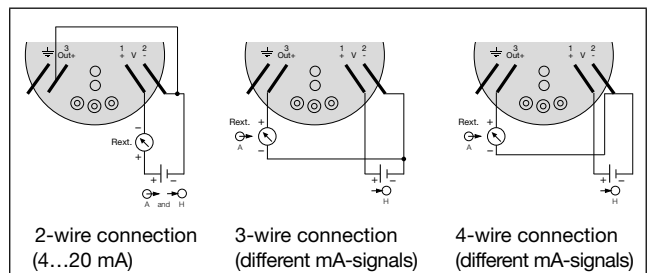 3 1 2
Out+ + V -
Rext.
−
+
+ −
A and H
2-wire connection
(4...20 mA)
3 1 2
Out+ + V -
Rext.
+
A
−
+ −
H
3-wire connection
(different mA-signals)
3 1 2
Out+ + V -
Rext.
+
A
−
+ −
H
4-wire connection
(different mA-signals)